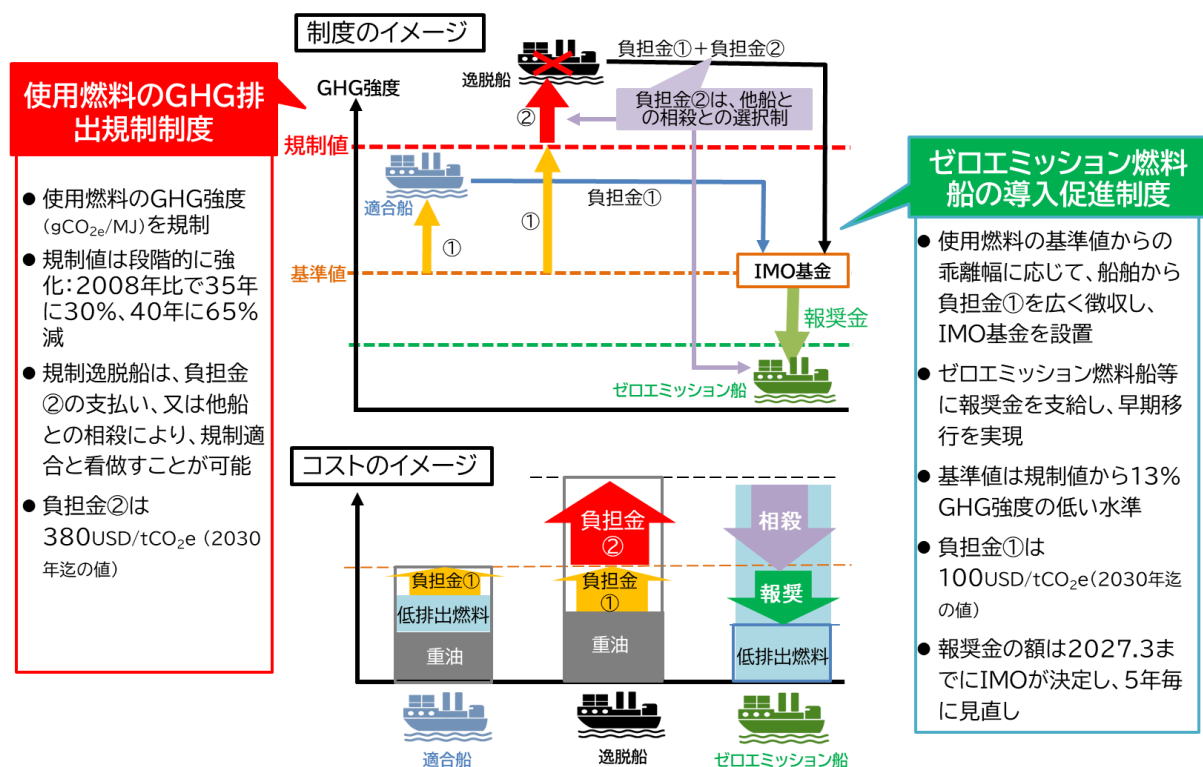 制度のイメージ
使用燃料のGHG排
出規制制度
● 使用燃料のGHG強度
(gCO2e/MJ)を規制
● 規制値は段階的に強
化:2008年比で35年
に30%、40年に65%
減
● 規制逸脱船は、負担金
②の支払い、又は他船
との相殺により、規制適
合と看做すことが可能
● 負担金②は
380USD/tCO2e (2030
年迄の値)
GHG強度
逸脱船
負担金①+負担金②
②
負担金②は、他船と
の相殺との選択制
規制値
適合船
負担金①
①
①
基準値
IMO基金
報奨金
ゼロエミッション船
ゼロエミッション燃料
船の導入促進制度
● 使用燃料の基準値からの
乖離幅に応じて、船舶から
負担金①を広く徴収し、
IMO基金を設置
● ゼロエミッション燃料船等
に報奨金を支給し、早期移
行を実現
● 基準値は規制値から13%
GHG強度の低い水準
● 負担金①は
100USD/tCO2e(2030年迄
の値)
● 報奨金の額は2027.3ま
でにIMOが決定し、5年毎
に見直し
コストのイメージ
負担金①
低排出燃料
重油
適合船
負担金
②
負担金
①
重油
逸脱船
相殺
報奨
低排出燃料
ゼロエミッション船